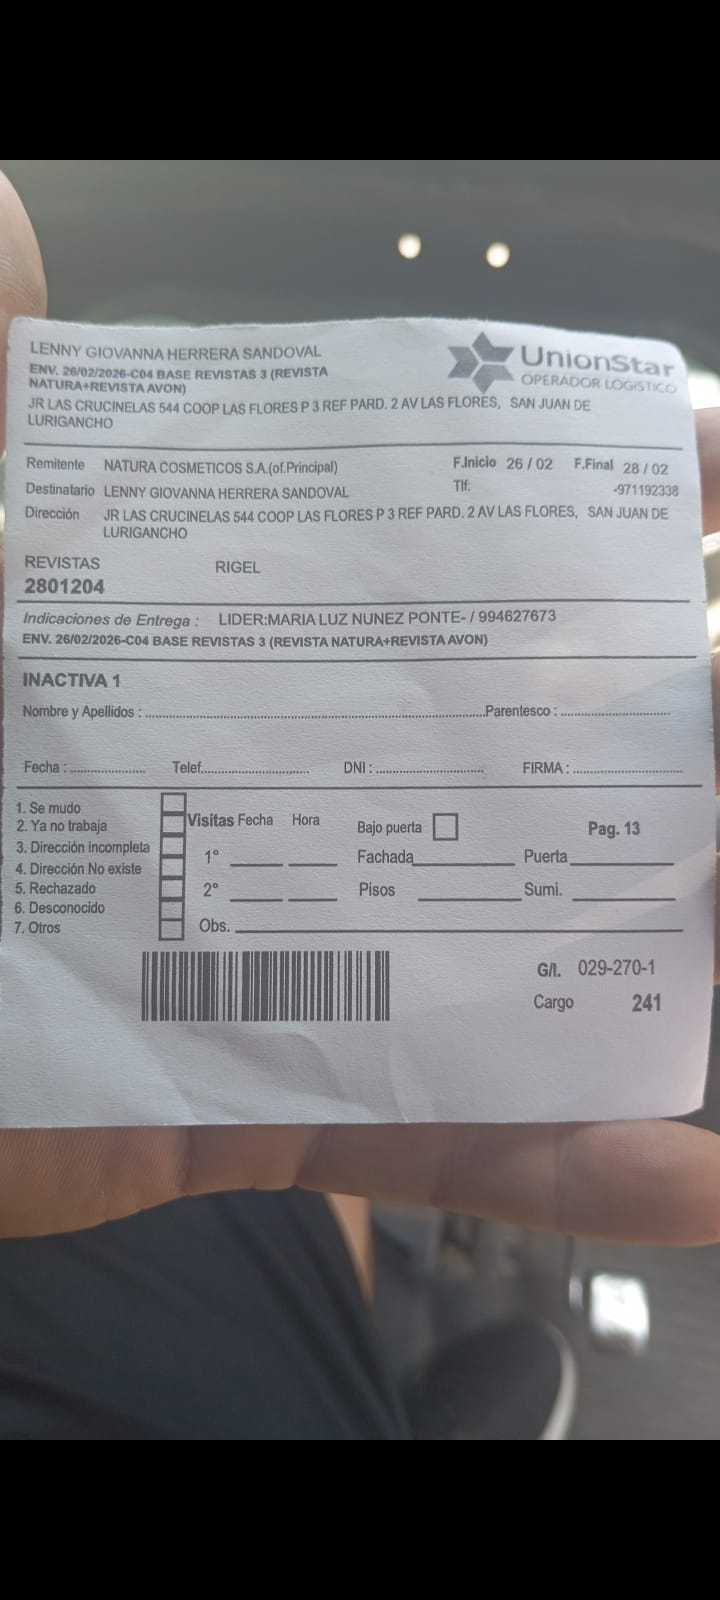 LENNY GIOVANNA HERRERA SANDOVAL
ENV. 26/02/2026-C04 BASE REVISTAS 3 (REVISTA
NATURA+REVISTA AVON)
UnionStar
OPERADOR LOGISTICO
JR LAS CRUCINELAS 544 COOP LAS FLORES P 3 REF PARD. 2 AV LAS FLORES, SAN JUAN DE
LURIGANCHO
Remitente NATURA COSMETICOS S.A.(of.Principal) F.Inicio 26 / 02 F.Final 28 / 02
Destinatario LENNY GIOVANNA HERRERA SANDOVAL Tlf. -971192338
Dirección JR LAS CRUCINELAS 544 COOP LAS FLORES P 3 REF PARD. 2 AV LAS FLORES, SAN JUAN DE
LURIGANCHO
REVISTAS RIGEL
2801204
Indicaciones de Entrega : LIDER:MARIA LUZ NUNEZ PONTE- / 994627673
ENV. 26/02/2026-C04 BASE REVISTAS 3 (REVISTA NATURA+REVISTA AVON)
INACTIVA 1
Nombre y Apellidos : Parentesco :
Fecha : Telef. DNI : FIRMA :
1. Se mudo
2. Ya no trabaja
3. Dirección incompleta
4. Dirección No existe
5. Rechazado
6. Desconocido
7. Otros
Visitas Fecha Hora
1°
2°
Obs.
Bajo puerta Pag. 13
Fachada Puerta
Pisos Sumi.
G/I. 029-270-1
Cargo 241